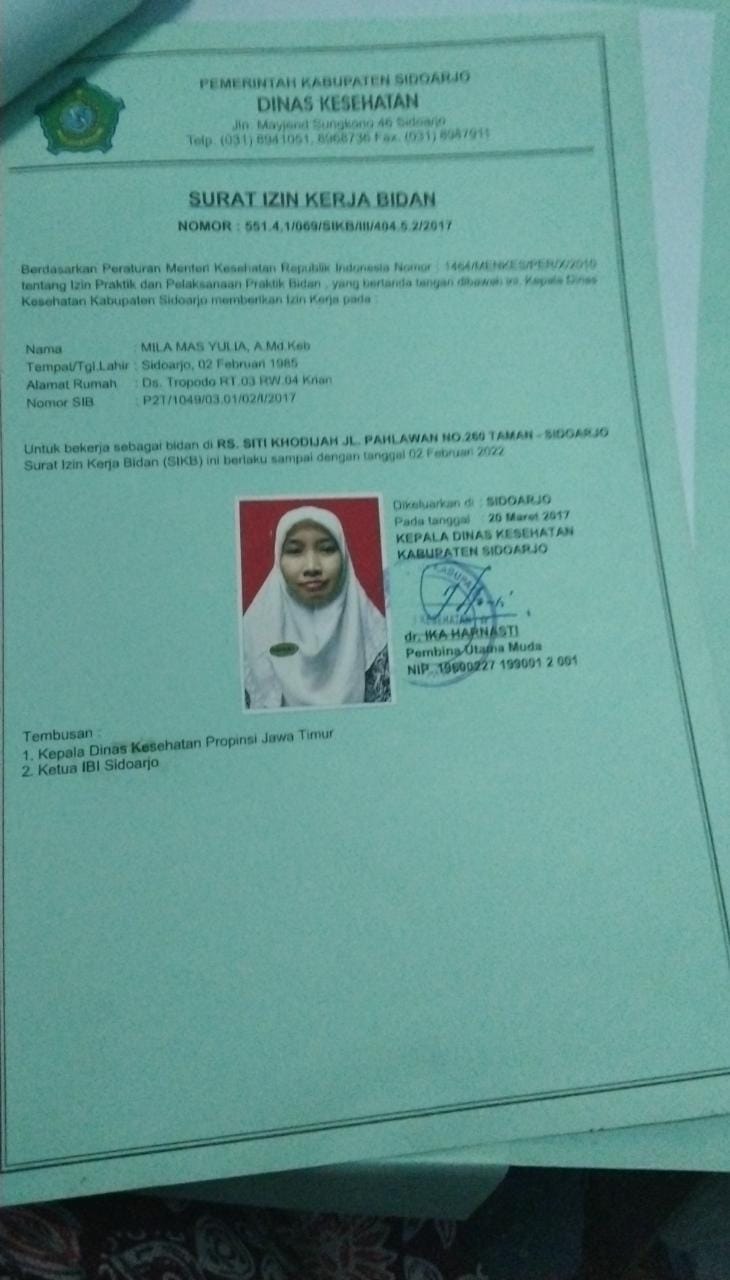 PEMERINTAH KABUPATEN SIDOARJO
DINAS KESEHATAN
Jln. Mayjend Sungkono 46 Sidoarjo
Telp. (031) 8941051, 8968736 Fax. (031) 8967911
SURAT IZIN KERJA BIDAN
NOMOR : 551.4.1/069/SIKB/III/404.5.2/2017
Berdasarkan Peraturan Menteri Kesehatan Republik Indonesia Nomor : 1464/MENKES/PER/X/2010
tentang Izin Praktik dan Pelaksanaan Praktik Bidan , yang bertanda tangan dibawah ini, Kepala Dinas
Kesehatan Kabupaten Sidoarjo memberikan Izin Kerja pada :
Nama : MILA MAS YULIA, A.Md.Keb
Tempat/Tgl.Lahir : Sidoarjo, 02 Februari 1985
Alamat Rumah : Ds. Tropodo RT.03 RW.04 Krian
Nomor SIB : P2T/1049/03.01/02/I/2017
Untuk bekerja sebagai bidan di RS. SITI KHODIJAH JL. PAHLAWAN NO.260 TAMAN - SIDOARJO
Surat Izin Kerja Bidan (SIKB) ini berlaku sampai dengan tanggal 02 Februari 2022
Dikeluarkan di : SIDOARJO
Pada tanggal : 20 Maret 2017
KEPALA DINAS KESEHATAN
KABUPATEN SIDOARJO
dr. IKA HARNASTI
Pembina Utama Muda
NIP. 19600227 199001 2 001
Tembusan :
1. Kepala Dinas Kesehatan Propinsi Jawa Timur
2. Ketua IBI Sidoarjo